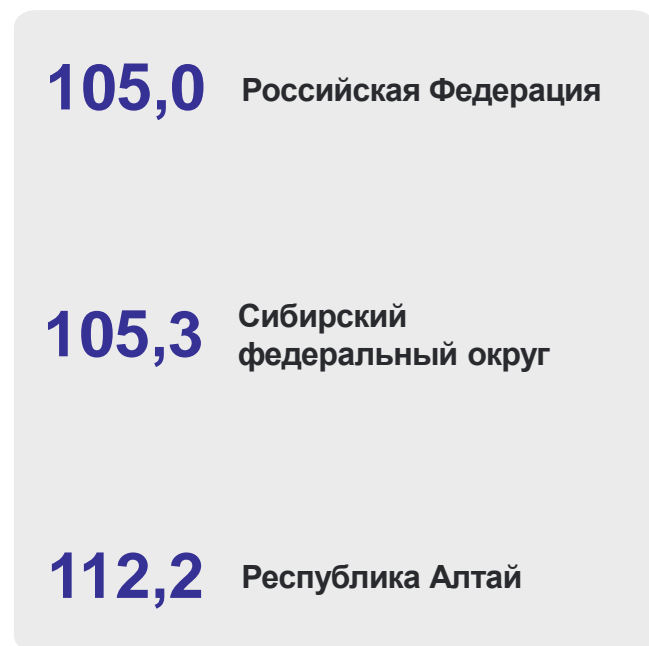 105,0 Российская Федерация
105,3 Сибирский
федеральный округ
112,2 Республика Алтай